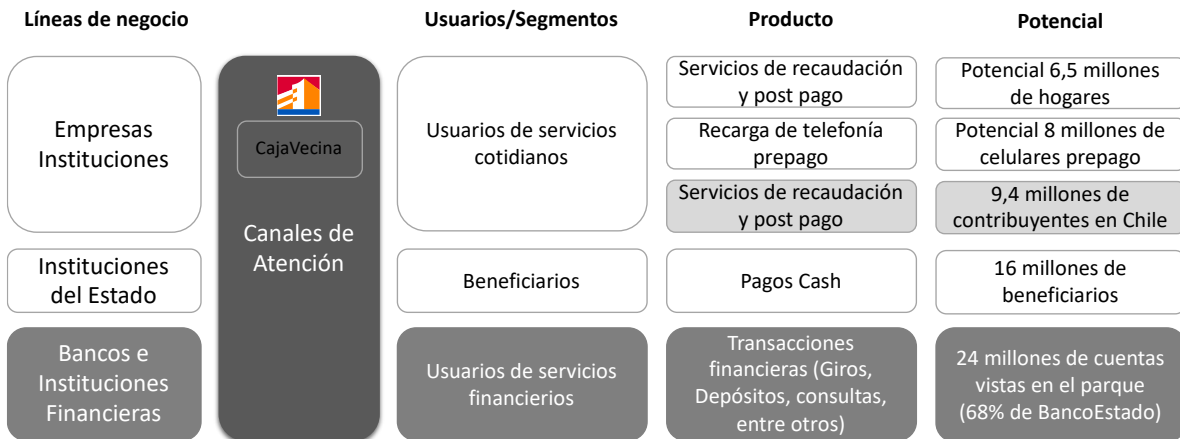 Líneas de negocio
Usuarios/Segmentos
Producto
Potencial
Empresas
Instituciones
CajaVecina
Canales de
Atención
Usuarios de servicios
cotidianos
Servicios de recaudación
y post pago
Potencial 6,5 millones
de hogares
Recarga de telefonía
prepago
Potencial 8 millones de
celulares prepago
Servicios de recaudación
y post pago
9,4 millones de
contribuyentes en Chile
Instituciones
del Estado
Beneficiarios
Pagos Cash
16 millones de
beneficiarios
Bancos e
Instituciones
Financieras
Usuarios de servicios
financierios
Transacciones
financieras (Giros,
Depósitos, consultas,
entre otros)
24 millones de cuentas
vistas en el parque
(68% de BancoEstado)